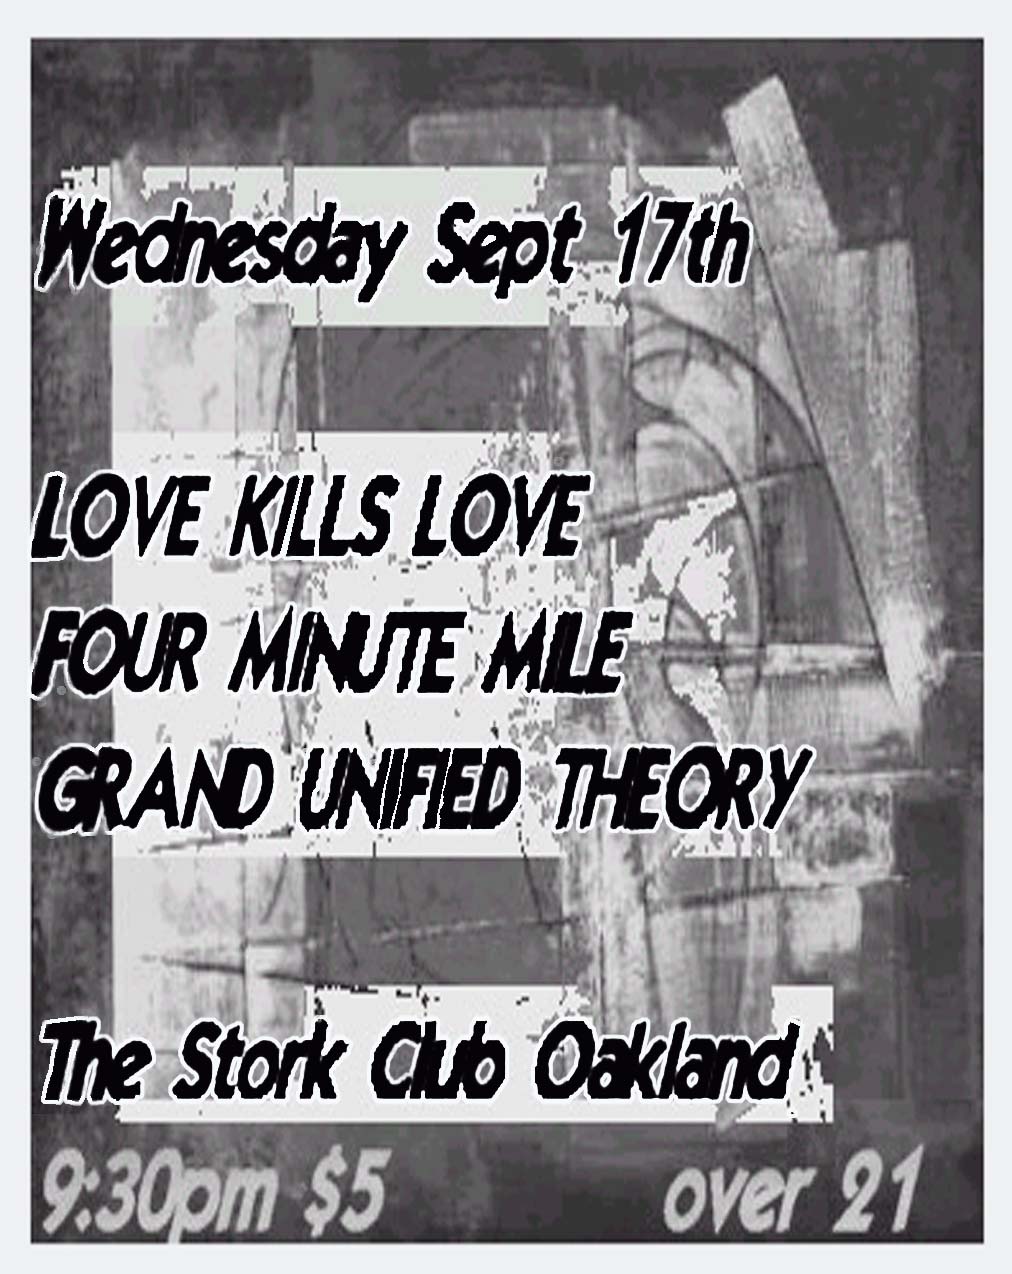 Wednesday Sept 17th
LOVE KILLS LOVE
FOUR MINUTE MILE
GRAND UNIFIED THEORY
The Stork Club Oakland
9:30pm $5 over 21